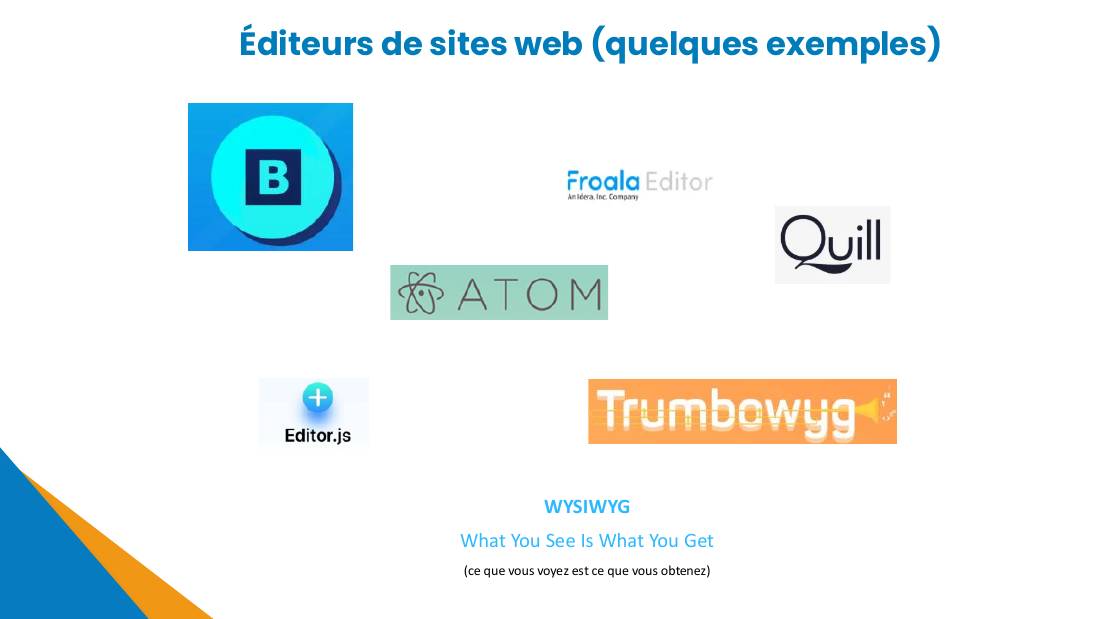 Éditeurs de sites web (quelques exemples)
B
Froala Editor
An Idera, Inc. Company
Quill
ATOM
Editor.js
Trumbowyg
WYSIWYG
What You See Is What You Get
(ce que vous voyez est ce que vous obtenez)